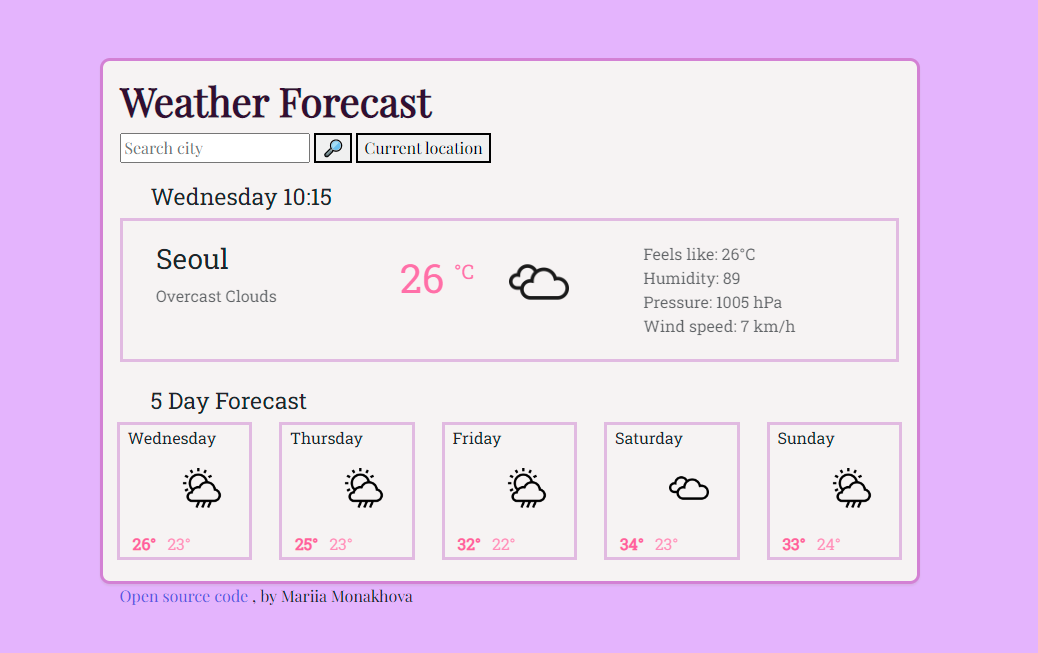 Weather Forecast
Search city
Current location
Wednesday 10:15
Seoul
Overcast Clouds
26 °C
Feels like: 26°C
Humidity: 89
Pressure: 1005 hPa
Wind speed: 7 km/h
5 Day Forecast
Wednesday
26° 23°
Thursday
25° 23°
Friday
32° 22°
Saturday
34° 23°
Sunday
33° 24°
Open source code , by Mariia Monakhova